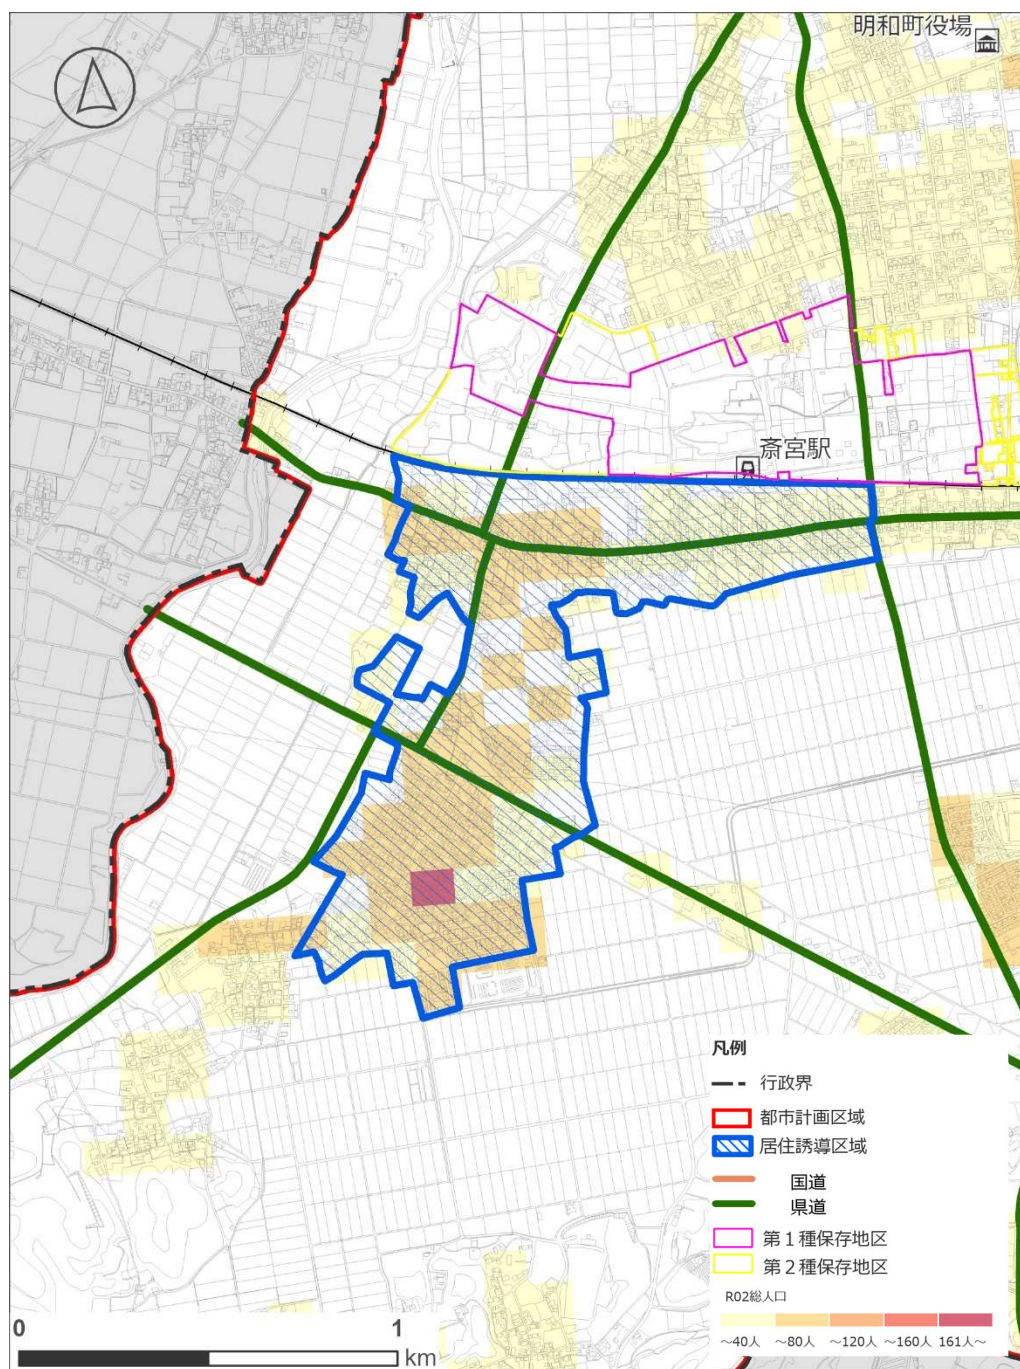 明和町役場
斎宮駅
凡例
行政界
都市計画区域
居住誘導区域
国道
県道
第1種保存地区
第2種保存地区
R02総人口
~40人 ~80人 ~120人 ~160人 161人~
0 1
km